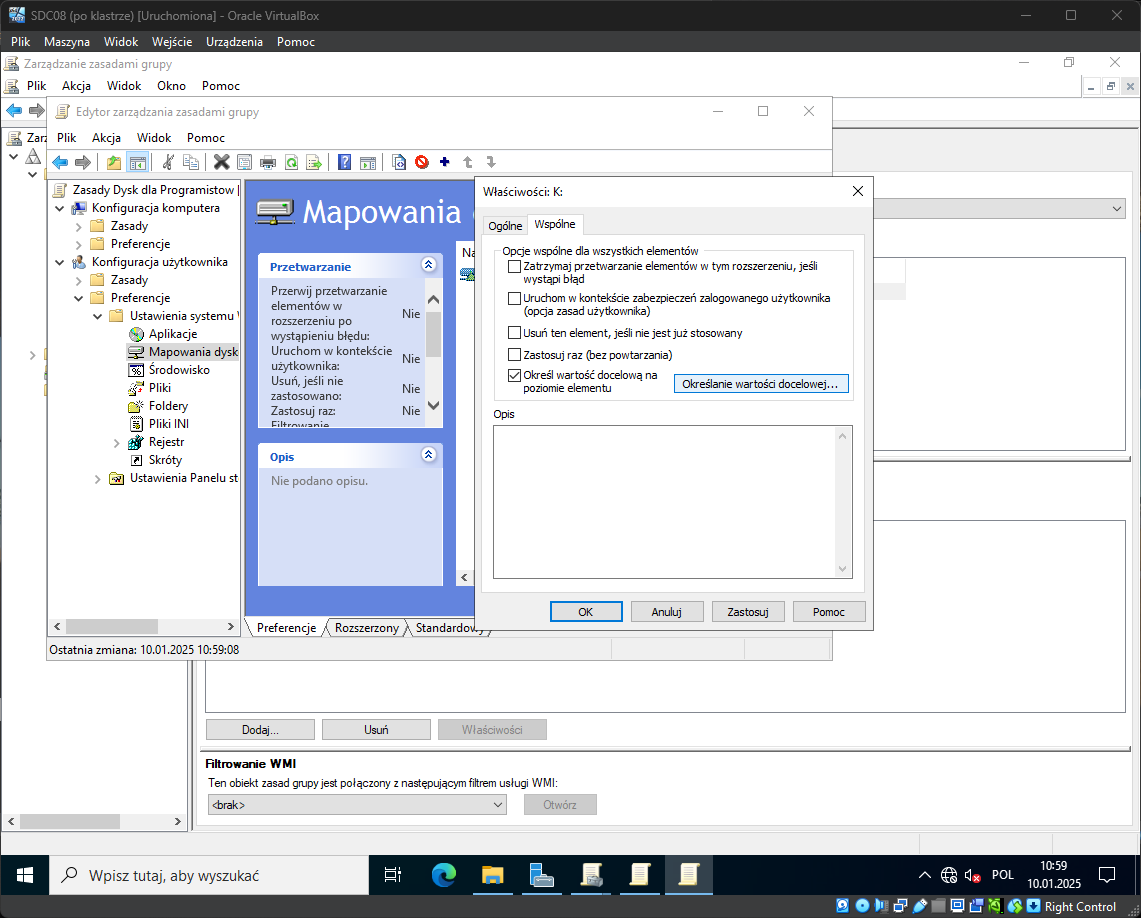 SDC08 (po klastrze) [Uruchomiona] - Oracle VirtualBox
Plik Maszyna Widok Wejście Urządzenia Pomoc
Zarządzanie zasadami grupy
Plik Akcja Widok Okno Pomoc
Zarz
Edytor zarządzania zasadami grupy
Plik Akcja Widok Pomoc
Zasady Dysk dla Programistow
Konfiguracja komputera
Zasady
Preferencje
Konfiguracja użytkownika
Zasady
Preferencje
Ustawienia systemu
Aplikacje
Mapowania dysk
Środowisko
Pliki
Foldery
Pliki INI
Rejestr
Skróty
Ustawienia Panelu st
Mapowania
Przetwarzanie
Przerwij przetwarzanie
elementów w
rozszerzeniu po
wystąpieniu błędu:
Nie
Uruchom w kontekście
użytkownika:
Nie
Usuń, jeśli nie
zastosowano:
Nie
Zastosuj raz: Nie
Filtrowanie
Opis
Nie podano opisu.
Na
Preferencje Rozszerzony Standardowy
Ostatnia zmiana: 10.01.2025 10:59:08
Właściwości: K:
Ogólne Wspólne
Opcje wspólne dla wszystkich elementów
Zatrzymaj przetwarzanie elementów w tym rozszerzeniu, jeśli
wystąpi błąd
Uruchom w kontekście zabezpieczeń zalogowanego użytkownika
(opcja zasad użytkownika)
Usuń ten element, jeśli nie jest już stosowany
Zastosuj raz (bez powtarzania)
Określ wartość docelową na
poziomie elementu
Określanie wartości docelowej...
Opis
OK Anuluj Zastosuj Pomoc
Dodaj... Usuń Właściwości
Filtrowanie WMI
Ten obiekt zasad grupy jest połączony z następującym filtrem usługi WMI:
<brak> Otwórz
Wpisz tutaj, aby wyszukać
POL
10:59
10.01.2025
Right Control